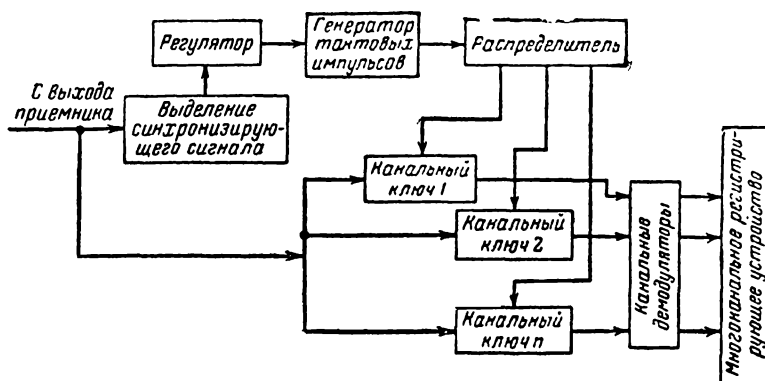 Регулятор
Генератор
тактовых
импульсов
Распределитель
С выхода
приемника
Выделение
синхронизирую-
щего сигнала
Канальный
ключ 1
Канальный
ключ 2
Канальный
ключ n
Канальные
демодуляторы
Многоканальное регистри-
рующее устройство